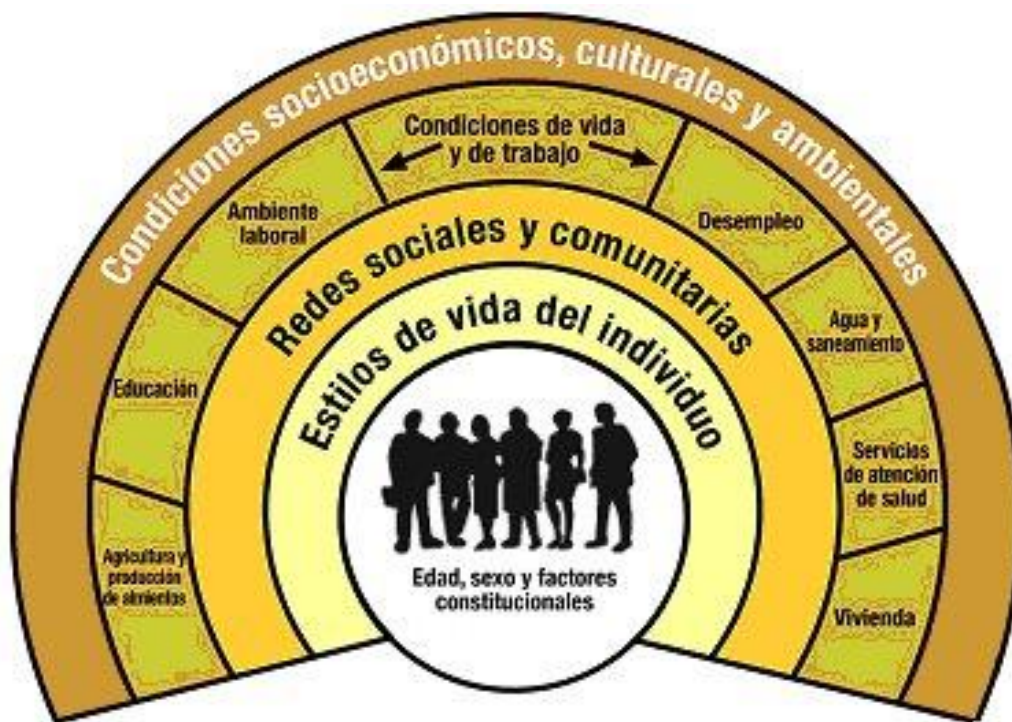 Condiciones socioeconómicos, culturales y ambientales
Condiciones de vida
y de trabajo
Ambiente
laboral
Desempleo
Redes sociales y comunitarias
Estilos de vida del individuo
Agua y
saneamiento
Educación
Servicios
de atención
de salud
Agricultura y
producción
de almientos
Edad, sexo y factores
constitucionales
Vivienda